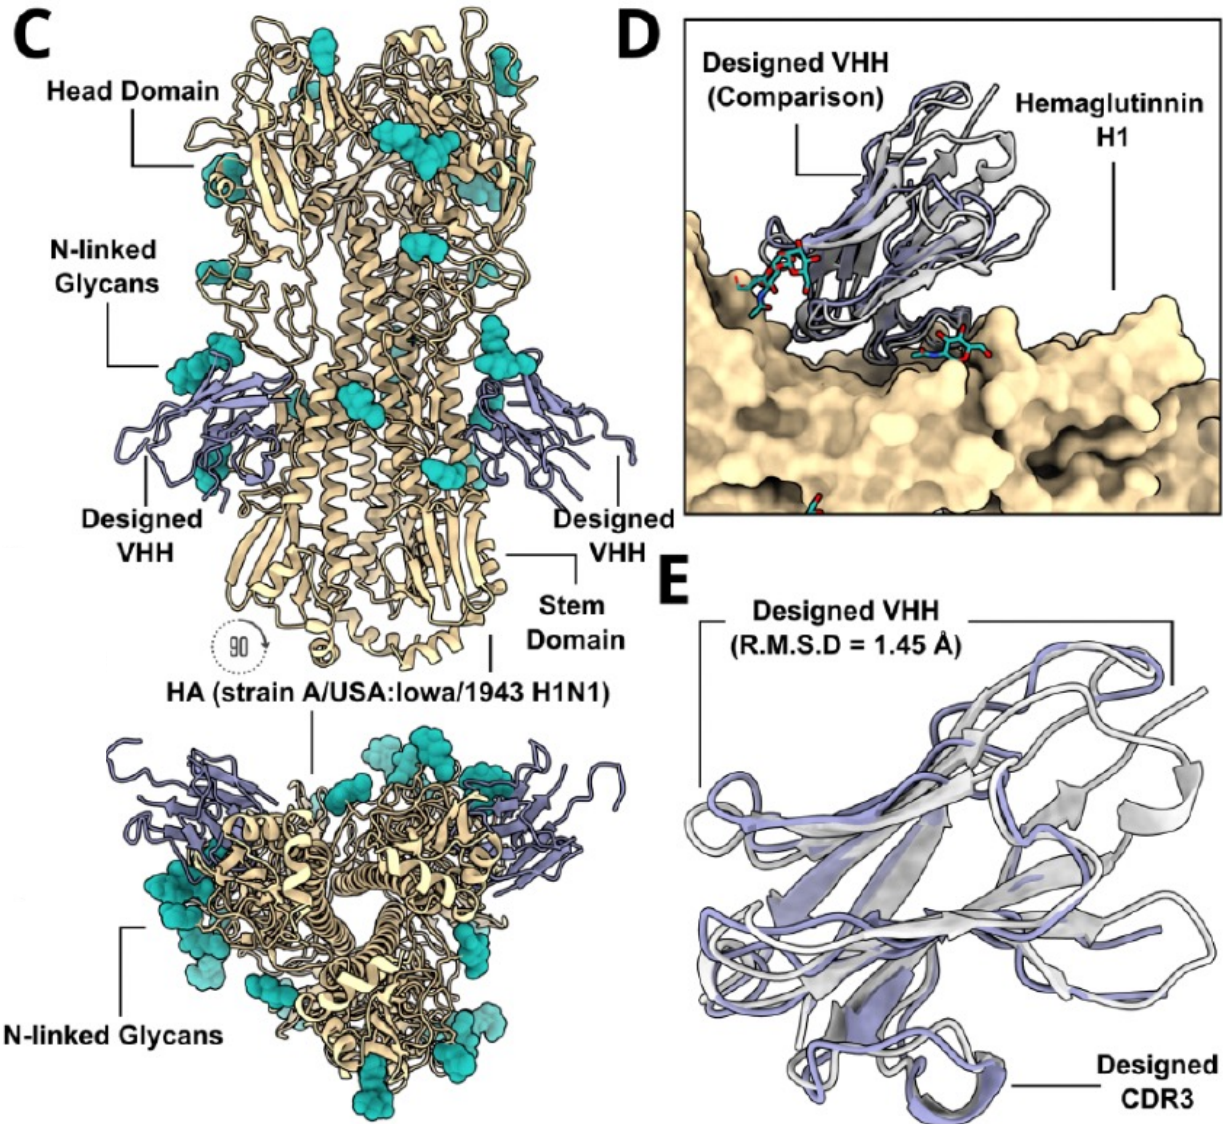 C
Head Domain
N-linked
Glycans
Designed
VHH
Designed
VHH
Stem
Domain
90
HA (strain A/USA:Iowa/1943 H1N1)
N-linked Glycans
D
Designed VHH
(Comparison)
Hemaglutinnin
H1
E
Designed VHH
(R.M.S.D = 1.45 Å)
Designed
CDR3